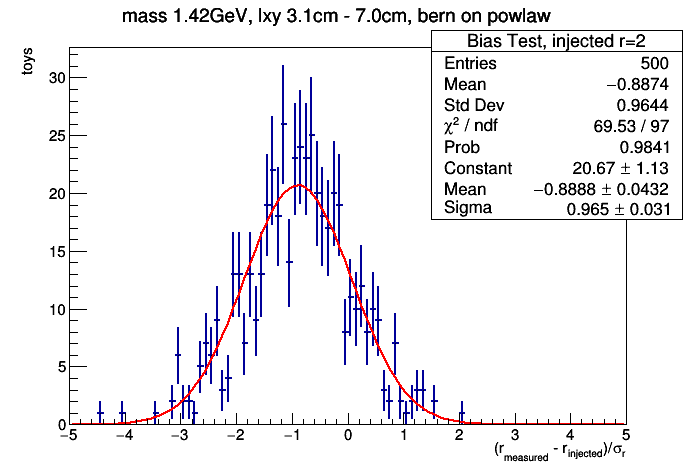 mass 1.42GeV, lxy 3.1cm - 7.0cm, bern on powlaw
toys
Bias Test, injected r=2
Entries 500
Mean −0.8874
Std Dev 0.9644
χ² / ndf 69.53 / 97
Prob 0.9841
Constant 20.67 ± 1.13
Mean −0.8888 ± 0.0432
Sigma 0.965 ± 0.031
30
25
20
15
10
5
0
−5 −4 −3 −2 −1 0 1 2 3 4 5
(r_measured - r_injected)/σ_r